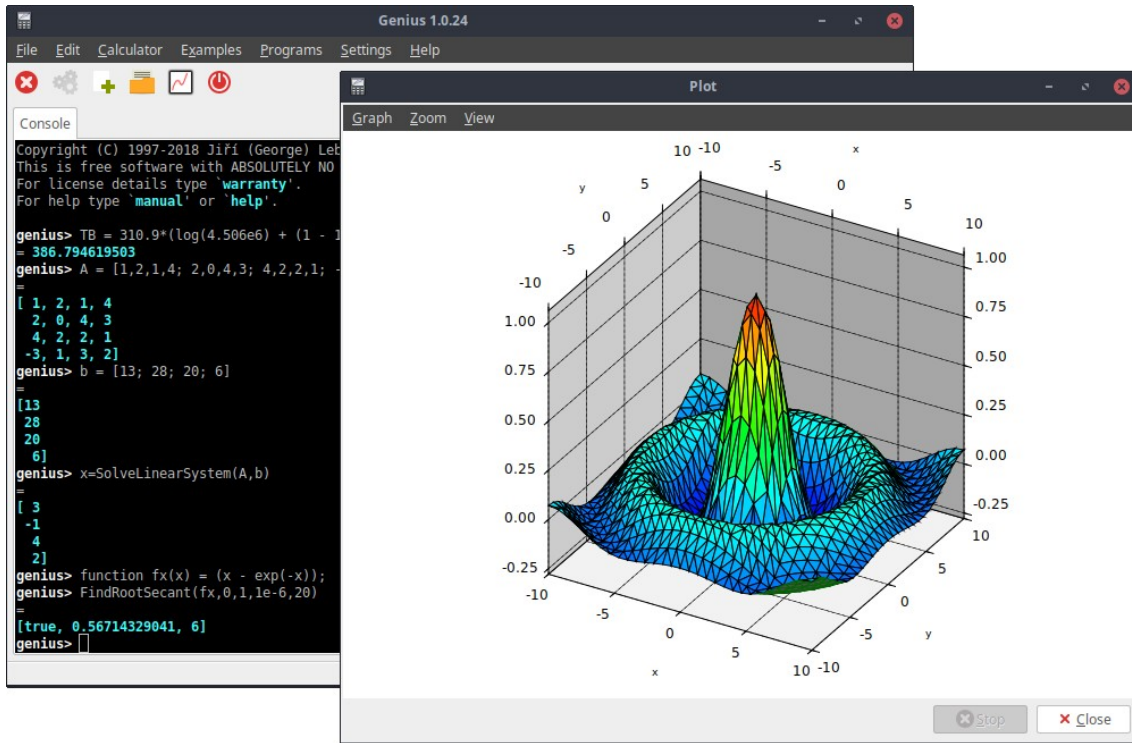 Genius 1.0.24
File Edit Calculator Examples Programs Settings Help
Console
Copyright (C) 1997-2018 Jiří (George) Leb
This is free software with ABSOLUTELY NO
For license details type `warranty'.
For help type `manual' or `help'.
genius> TB = 310.9*(log(4.506e6) + (1 - 1
= 386.794619503
genius> A = [1,2,1,4; 2,0,4,3; 4,2,2,1; -
=
[ 1, 2, 1, 4
2, 0, 4, 3
4, 2, 2, 1
-3, 1, 3, 2]
genius> b = [13; 28; 20; 6]
=
[13
28
20
6]
genius> x=SolveLinearSystem(A,b)
=
[ 3
-1
4
2]
genius> function fx(x) = (x - exp(-x));
genius> FindRootSecant(fx,0,1,1e-6,20)
=
[true, 0.56714329041, 6]
genius>
Plot
Graph Zoom View
10 -10 x
y 5 -5
0 0
-5 5
-10 10
1.00 1.00
0.75 0.75
0.50 0.50
0.25 0.25
0.00 0.00
-0.25 -0.25
-10 10
-5 5
0 0
5 -5
x y
10 -10
Stop Close